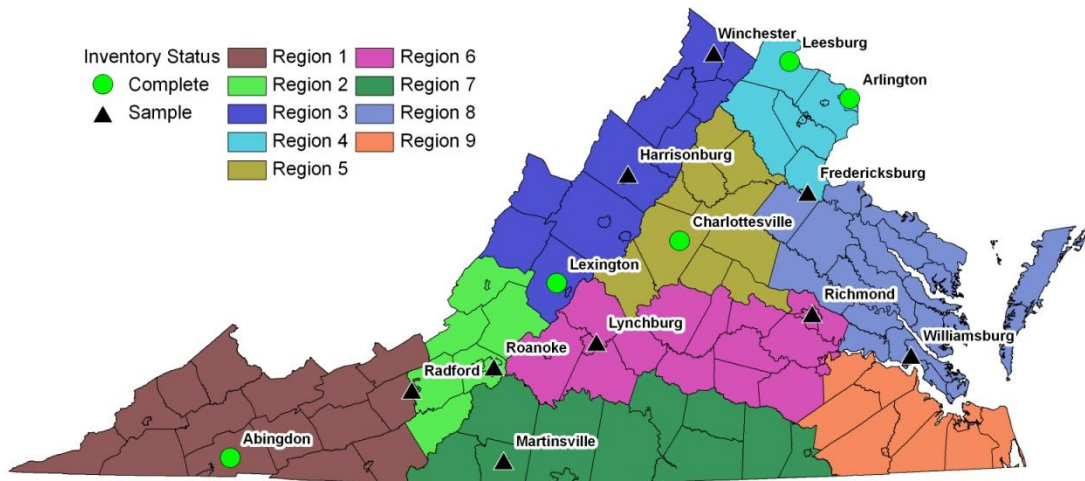 Inventory Status
Complete
Sample
Region 1
Region 2
Region 3
Region 4
Region 5
Region 6
Region 7
Region 8
Region 9
Winchester
Leesburg
Arlington
Harrisonburg
Fredericksburg
Charlottesville
Lexington
Richmond
Lynchburg
Williamsburg
Roanoke
Radford
Abingdon
Martinsville